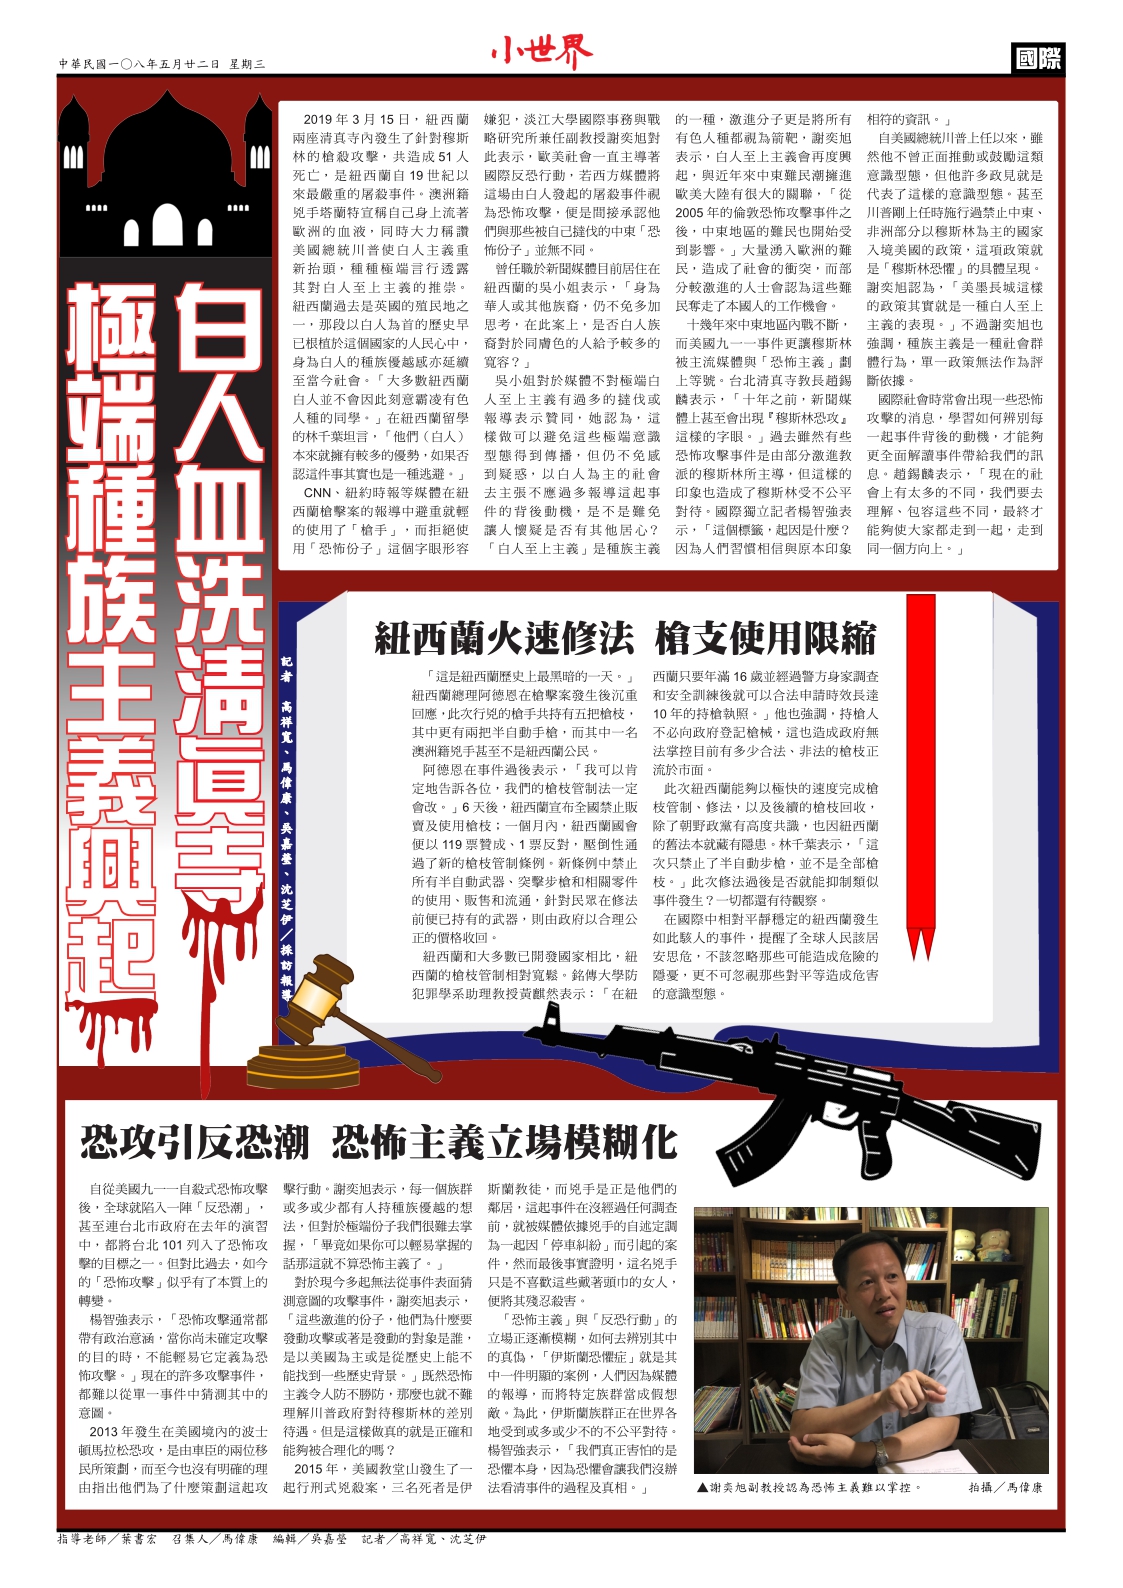 中華民國一〇八年五月廿二日 星期三
小世界
國際
白人血洗清真寺
極端種族主義興起
記者 高祥寬、馬偉康、吳嘉瑩、沈芝伊／採訪報導
2019 年 3 月 15 日，紐西蘭
兩座清真寺內發生了針對穆斯
林的槍殺攻擊，共造成 51 人
死亡，是紐西蘭自 19 世紀以
來最嚴重的屠殺事件。澳洲籍
兇手塔蘭特宣稱自己身上流著
歐洲的血液，同時大力稱讚
美國總統川普使白人主義重
新抬頭，種種極端言行透露
其對白人至上主義的推崇。
紐西蘭過去是英國的殖民地之
一，那段以白人為首的歷史早
已根植於這個國家的人民心中，
身為白人的種族優越感亦延續
至當今社會。「大多數紐西蘭
白人並不會因此刻意霸凌有色
人種的同學。」在紐西蘭留學
的林千葉坦言，「他們（白人）
本來就擁有較多的優勢，如果否
認這件事其實也是一種逃避。」
CNN、紐約時報等媒體在紐
西蘭槍擊案的報導中避重就輕
的使用了「槍手」，而拒絕使
用「恐怖份子」這個字眼形容
嫌犯，淡江大學國際事務與戰
略研究所兼任副教授謝奕旭對
此表示，歐美社會一直主導著
國際反恐行動，若西方媒體將
這場由白人發起的屠殺事件視
為恐怖攻擊，便是間接承認他
們與那些被自己撻伐的中東「恐
怖份子」並無不同。
曾任職於新聞媒體目前居住在
紐西蘭的吳小姐表示，「身為
華人或其他族裔，仍不免多加
思考，在此案上，是否白人族
裔對於同膚色的人給予較多的
寬容？」
吳小姐對於媒體不對極端白
人至上主義有過多的撻伐或
報導表示贊同，她認為，這
樣做可以避免這些極端意識
型態得到傳播，但仍不免感
到疑惑，以白人為主的社會
去主張不應過多報導這起事
件的背後動機，是不是難免
讓人懷疑是否有其他居心？
「白人至上主義」是種族主義
的一種，激進分子更是將所有
有色人種都視為箭靶，謝奕旭
表示，白人至上主義會再度興
起，與近年來中東難民潮擁進
歐美大陸有很大的關聯，「從
2005 年的倫敦恐怖攻擊事件之
後，中東地區的難民也開始受
到影響。」大量湧入歐洲的難
民，造成了社會的衝突，而部
分較激進的人士會認為這些難
民奪走了本國人的工作機會。
十幾年來中東地區內戰不斷，
而美國九一一事件更讓穆斯林
被主流媒體與「恐怖主義」劃
上等號。台北清真寺教長趙錫
麟表示，「十年之前，新聞媒
體上甚至會出現『穆斯林恐攻』
這樣的字眼。」過去雖然有些
恐怖攻擊事件是由部分激進教
派的穆斯林所主導，但這樣的
印象也造成了穆斯林受不公平
對待。國際獨立記者楊智強表
示，「這個標籤，起因是什麼？
因為人們習慣相信與原本印象
相符的資訊。」
自美國總統川普上任以來，雖
然他不曾正面推動或鼓勵這類
意識型態，但他許多政見就是
代表了這樣的意識型態。甚至
川普剛上任時施行過禁止中東、
非洲部分以穆斯林為主的國家
入境美國的政策，這項政策就
是「穆斯林恐懼」的具體呈現。
謝奕旭認為，「美墨長城這樣
的政策其實就是一種白人至上
主義的表現。」不過謝奕旭也
強調，種族主義是一種社會群
體行為，單一政策無法作為評
斷依據。
國際社會時常會出現一些恐怖
攻擊的消息，學習如何辨別每
一起事件背後的動機，才能夠
更全面解讀事件帶給我們的訊
息。趙錫麟表示，「現在的社
會上有太多的不同，我們要去
理解、包容這些不同，最終才
能夠使大家都走到一起，走到
同一個方向上。」
紐西蘭火速修法 槍支使用限縮
「這是紐西蘭歷史上最黑暗的一天。」
紐西蘭總理阿德恩在槍擊案發生後沉重
回應，此次行兇的槍手共持有五把槍枝，
其中更有兩把半自動手槍，而其中一名
澳洲籍兇手甚至不是紐西蘭公民。
阿德恩在事件過後表示，「我可以肯
定地告訴各位，我們的槍枝管制法一定
會改。」6 天後，紐西蘭宣布全國禁止販
賣及使用槍枝；一個月內，紐西蘭國會
便以 119 票贊成、1 票反對，壓倒性通
過了新的槍枝管制條例。新條例中禁止
所有半自動武器、突擊步槍和相關零件
的使用、販售和流通，針對民眾在修法
前便已持有的武器，則由政府以合理公
正的價格收回。
紐西蘭和大多數已開發國家相比，紐
西蘭的槍枝管制相對寬鬆。銘傳大學防
犯罪學系助理教授黃麒然表示：「在紐
西蘭只要年滿 16 歲並經過警方身家調查
和安全訓練後就可以合法申請時效長達
10 年的持槍執照。」他也強調，持槍人
不必向政府登記槍械，這也造成政府無
法掌控目前有多少合法、非法的槍枝正
流於市面。
此次紐西蘭能夠以極快的速度完成槍
枝管制、修法，以及後續的槍枝回收，
除了朝野政黨有高度共識，也因紐西蘭
的舊法本就藏有隱患。林千葉表示，「這
次只禁止了半自動步槍，並不是全部槍
枝。」此次修法過後是否就能抑制類似
事件發生？一切都還有待觀察。
在國際中相對平靜穩定的紐西蘭發生
如此駭人的事件，提醒了全球人民該居
安思危，不該忽略那些可能造成危險的
隱憂，更不可忽視那些對平等造成危害
的意識型態。
恐攻引反恐潮 恐怖主義立場模糊化
自從美國九一一自殺式恐怖攻擊
後，全球就陷入一陣「反恐潮」，
甚至連台北市政府在去年的演習
中，都將台北 101 列入了恐怖攻
擊的目標之一。但對比過去，如今
的「恐怖攻擊」似乎有了本質上的
轉變。
楊智強表示，「恐怖攻擊通常都
帶有政治意涵，當你尚未確定攻擊
的目的時，不能輕易它定義為恐
怖攻擊。」現在的許多攻擊事件，
都難以從單一事件中猜測其中的
意圖。
2013 年發生在美國境內的波士
頓馬拉松恐攻，是由車臣的兩位移
民所策劃，而至今也沒有明確的理
由指出他們為了什麼策劃這起攻
擊行動。謝奕旭表示，每一個族群
或多或少都有人持種族優越的想
法，但對於極端份子我們很難去掌
握，「畢竟如果你可以輕易掌握的
話那這就不算恐怖主義了。」
對於現今多起無法從事件表面猜
測意圖的攻擊事件，謝奕旭表示，
「這些激進的份子，他們為什麼要
發動攻擊或著是發動的對象是誰，
是以美國為主或是從歷史上能不
能找到一些歷史背景。」既然恐怖
主義令人防不勝防，那麼也就不難
理解川普政府對待穆斯林的差別
待遇。但是這樣做真的就是正確和
能夠被合理化的嗎？
2015 年，美國教堂山發生了一
起行刑式兇殺案，三名死者是伊
斯蘭教徒，而兇手是正是他們的
鄰居，這起事件在沒經過任何調查
前，就被媒體依據兇手的自述定調
為一起因「停車糾紛」而引起的案
件，然而最後事實證明，這名兇手
只是不喜歡這些戴著頭巾的女人，
便將其殘忍殺害。
「恐怖主義」與「反恐行動」的
立場正逐漸模糊，如何去辨別其中
的真偽，「伊斯蘭恐懼症」就是其
中一件明顯的案例，人們因為媒體
的報導，而將特定族群當成假想
敵。為此，伊斯蘭族群正在世界各
地受到或多或少不的不公平對待。
楊智強表示，「我們真正害怕的是
恐懼本身，因為恐懼會讓我們沒辦
法看清事件的過程及真相。」
▲謝奕旭副教授認為恐怖主義難以掌控。 拍攝／馬偉康
指導老師／葉書宏 召集人／馬偉康 編輯／吳嘉瑩 記者／高祥寬、沈芝伊